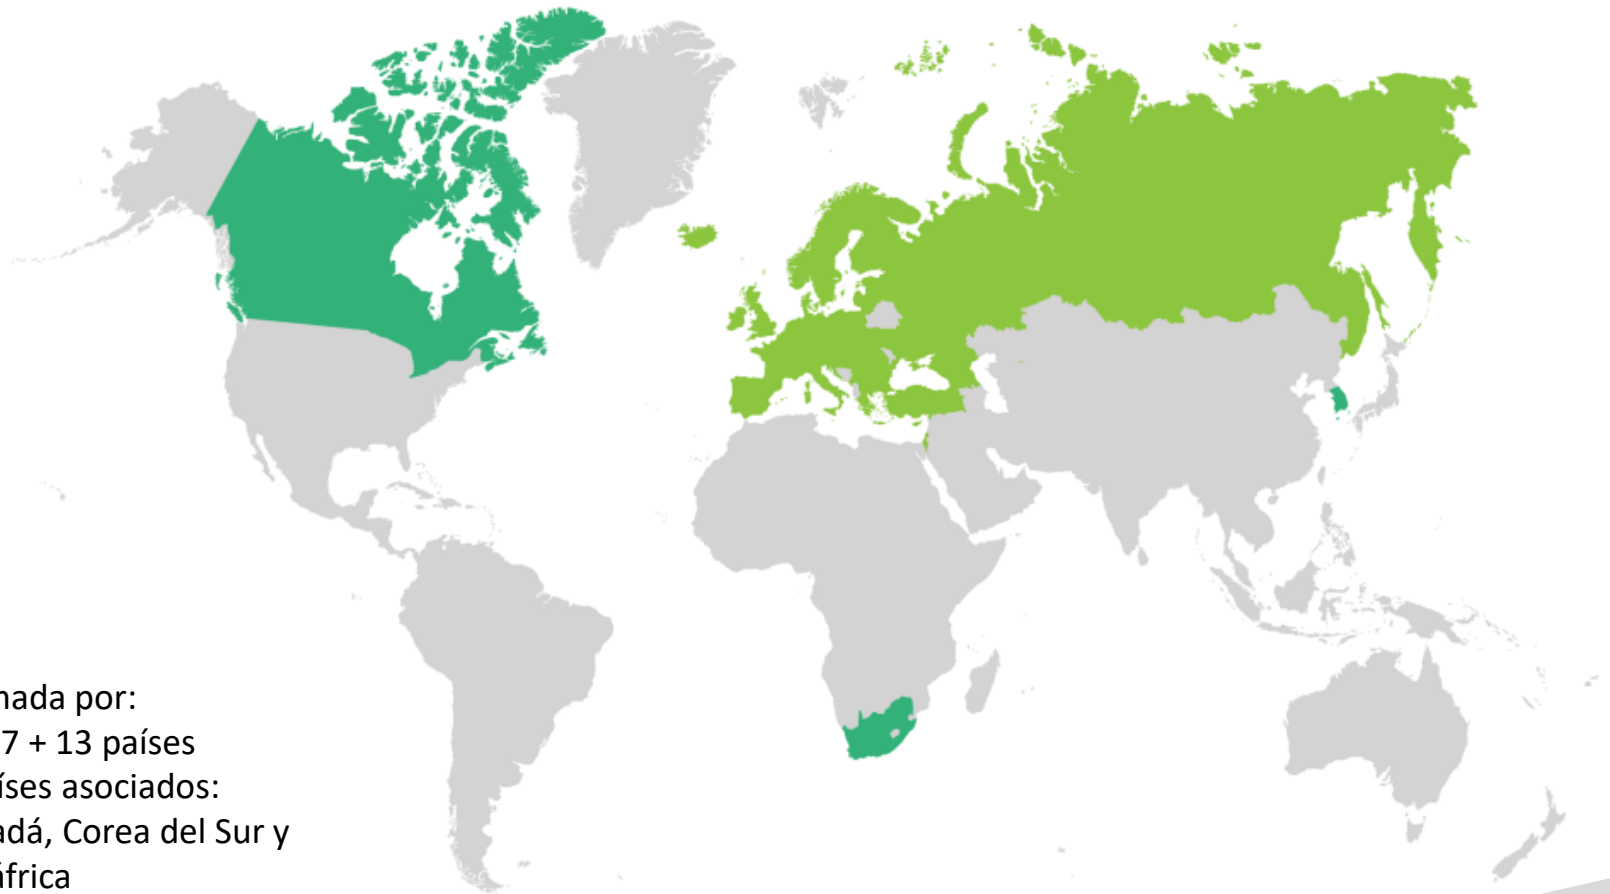 nada por:
7 + 13 países
íses asociados:
adá, Corea del Sur y
áfrica